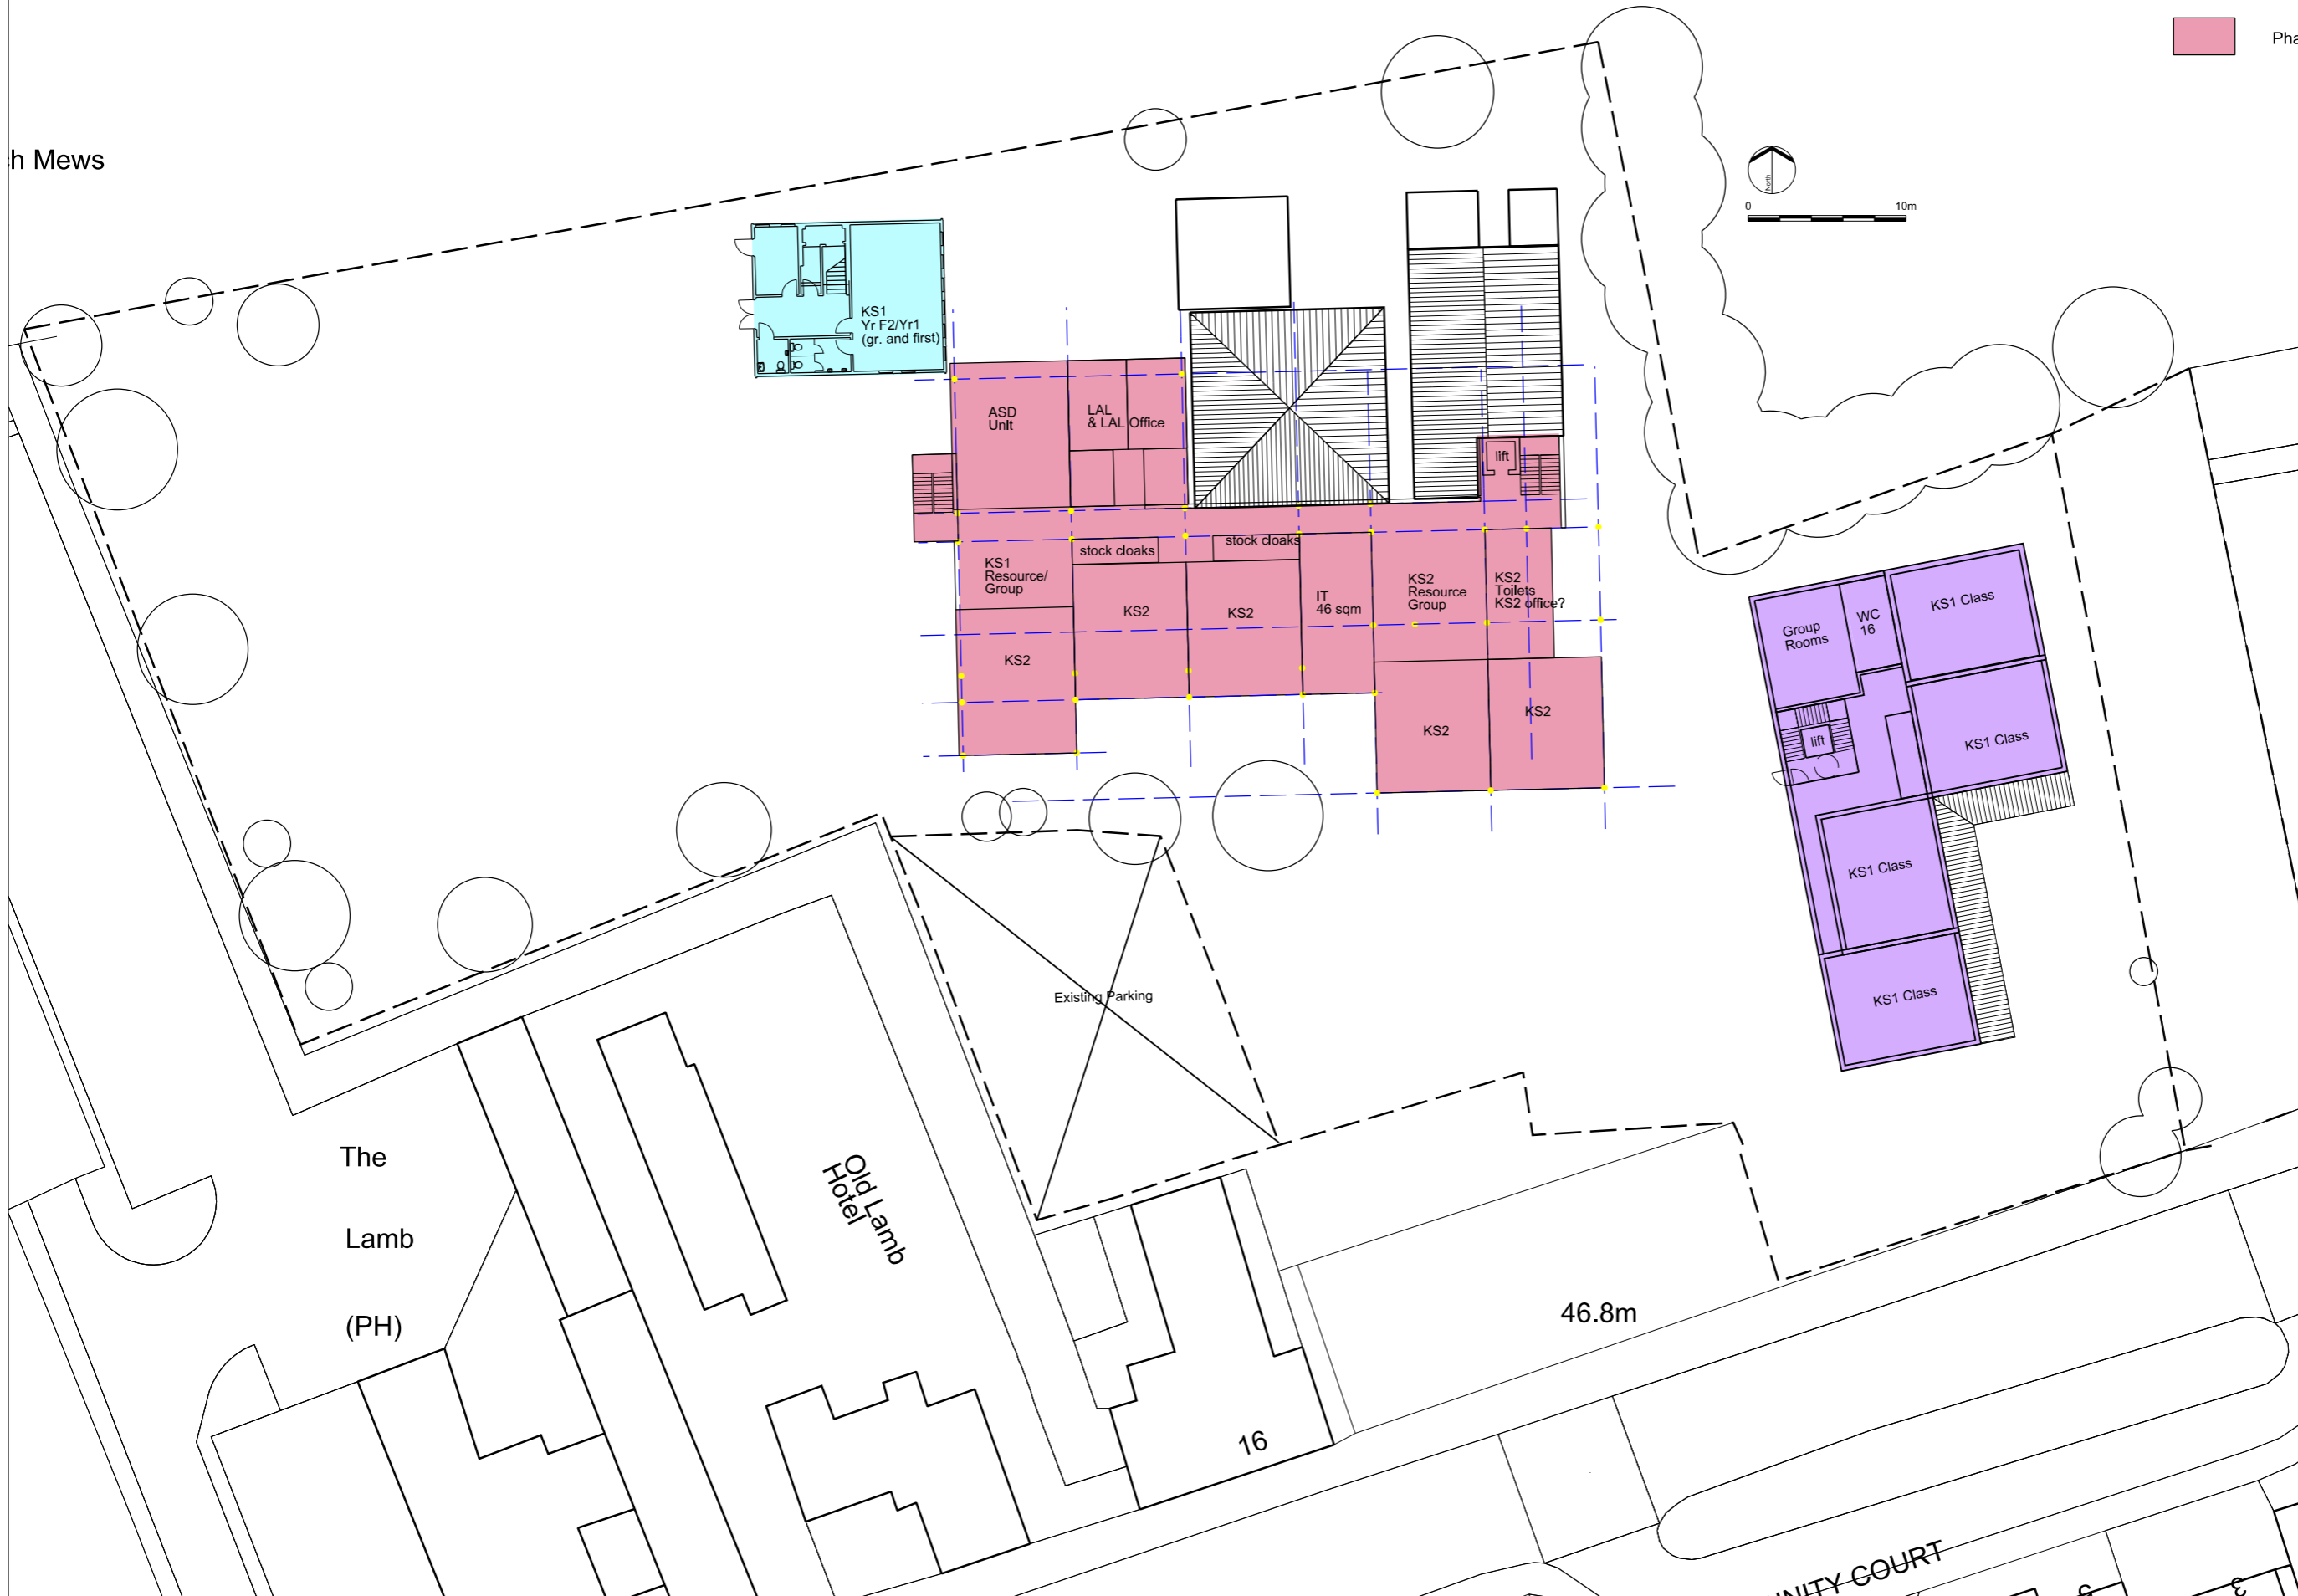 Pha
h Mews
North
0 10m
KS1
Yr F2/Yr1
(gr. and first)
ASD
Unit
LAL
& LAL Office
lift
stock cloaks
stock cloaks
KS1
Resource/
Group
KS2
KS2
IT
46 sqm
KS2
Resource
Group
KS2
Toilets
KS2 office?
KS2
KS2
KS2
Group
Rooms
WC
16
KS1 Class
KS1 Class
lift
KS1 Class
KS1 Class
Existing Parking
The
Lamb
(PH)
Old Lamb
Hotel
46.8m
16
NITY COURT